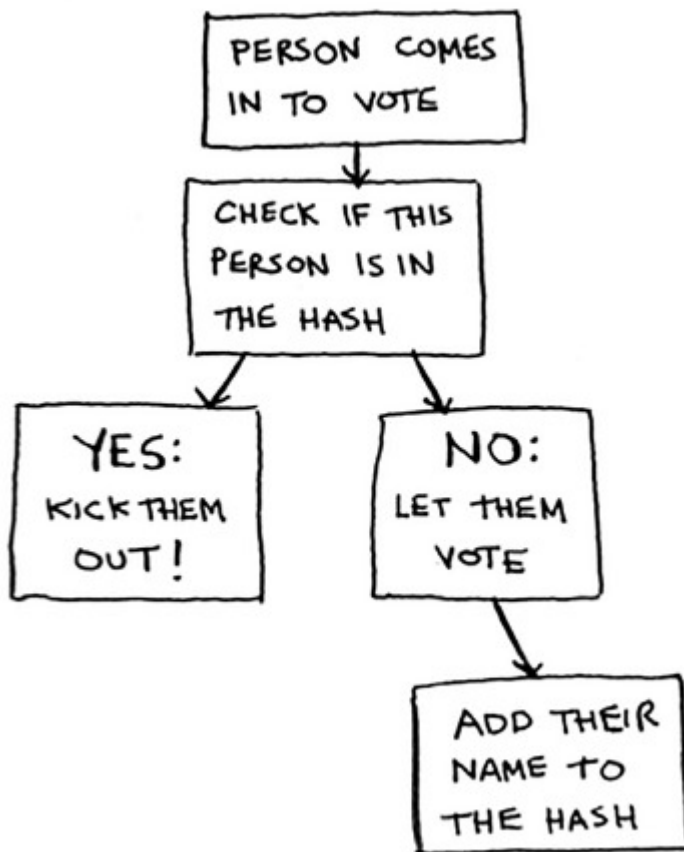 PERSON COMES
IN TO VOTE
CHECK IF THIS
PERSON IS IN
THE HASH
YES:
KICK THEM
OUT!
NO:
LET THEM
VOTE
ADD THEIR
NAME TO
THE HASH